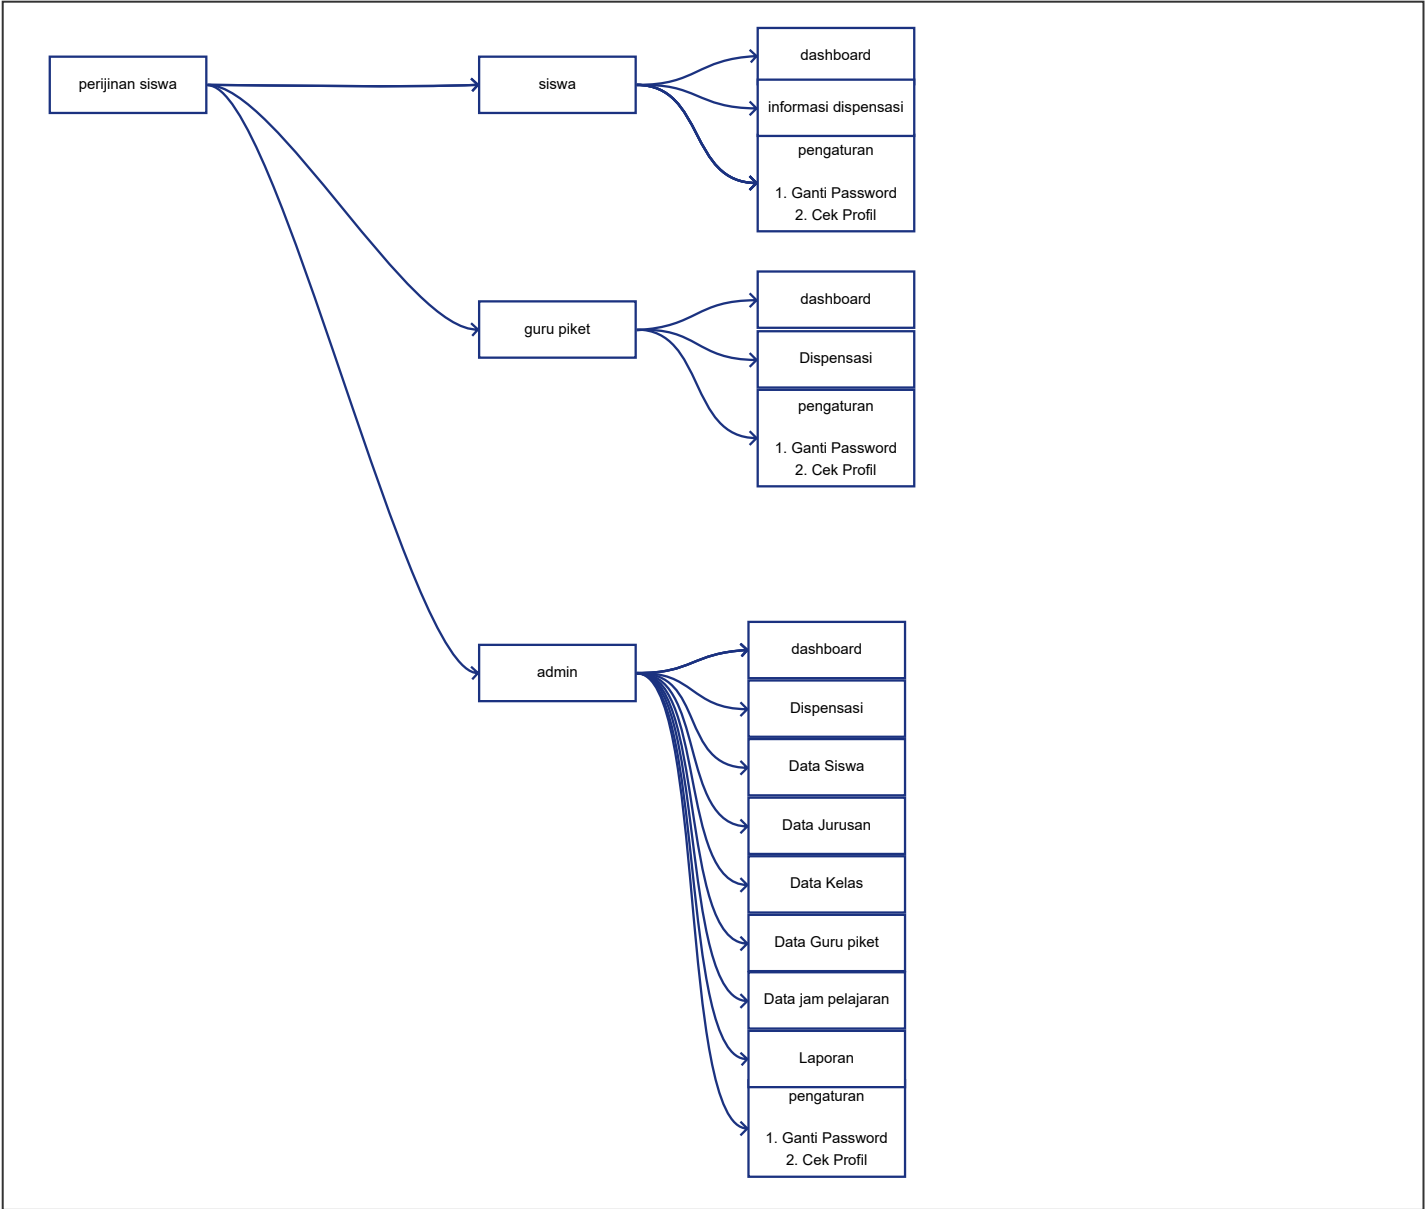 perijinan siswa
siswa
dashboard
informasi dispensasi
pengaturan
1. Ganti Password
2. Cek Profil
guru piket
dashboard
Dispensasi
pengaturan
1. Ganti Password
2. Cek Profil
admin
dashboard
Dispensasi
Data Siswa
Data Jurusan
Data Kelas
Data Guru piket
Data jam pelajaran
Laporan
pengaturan
1. Ganti Password
2. Cek Profil